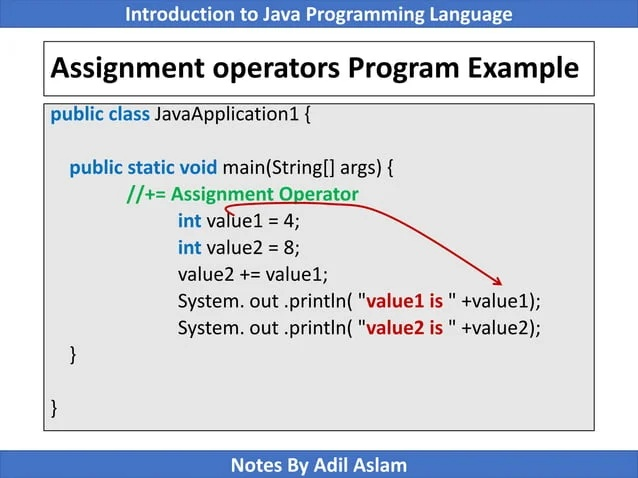 Introduction to Java Programming Language
Assignment operators Program Example
public class JavaApplication1 {
public static void main(String[] args) {
//+= Assignment Operator
int value1 = 4;
int value2 = 8;
value2 += value1;
System. out .println( "value1 is " +value1);
System. out .println( "value2 is " +value2);
}
}
Notes By Adil Aslam